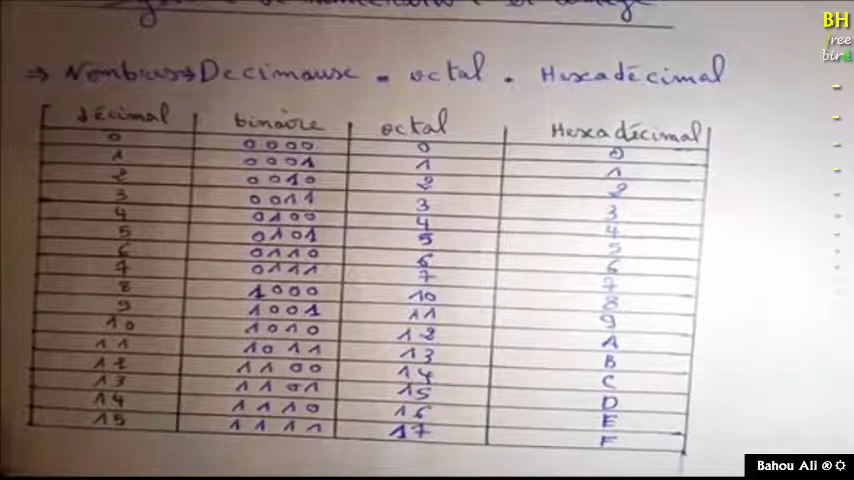 BH
free
bird
⇒ Nombres → Decimaux - octal - Hexadécimal
décimal binaire octal Hexadécimal
0 0000 0 0
1 0001 1 1
2 0010 2 2
3 0011 3 3
4 0100 4 4
5 0101 5 5
6 0110 6 6
7 0111 7 7
8 1000 10 8
9 1001 11 9
10 1010 12 A
11 1011 13 B
12 1100 14 C
13 1101 15 D
14 1110 16 E
15 1111 17 F
Bahou Ali ®